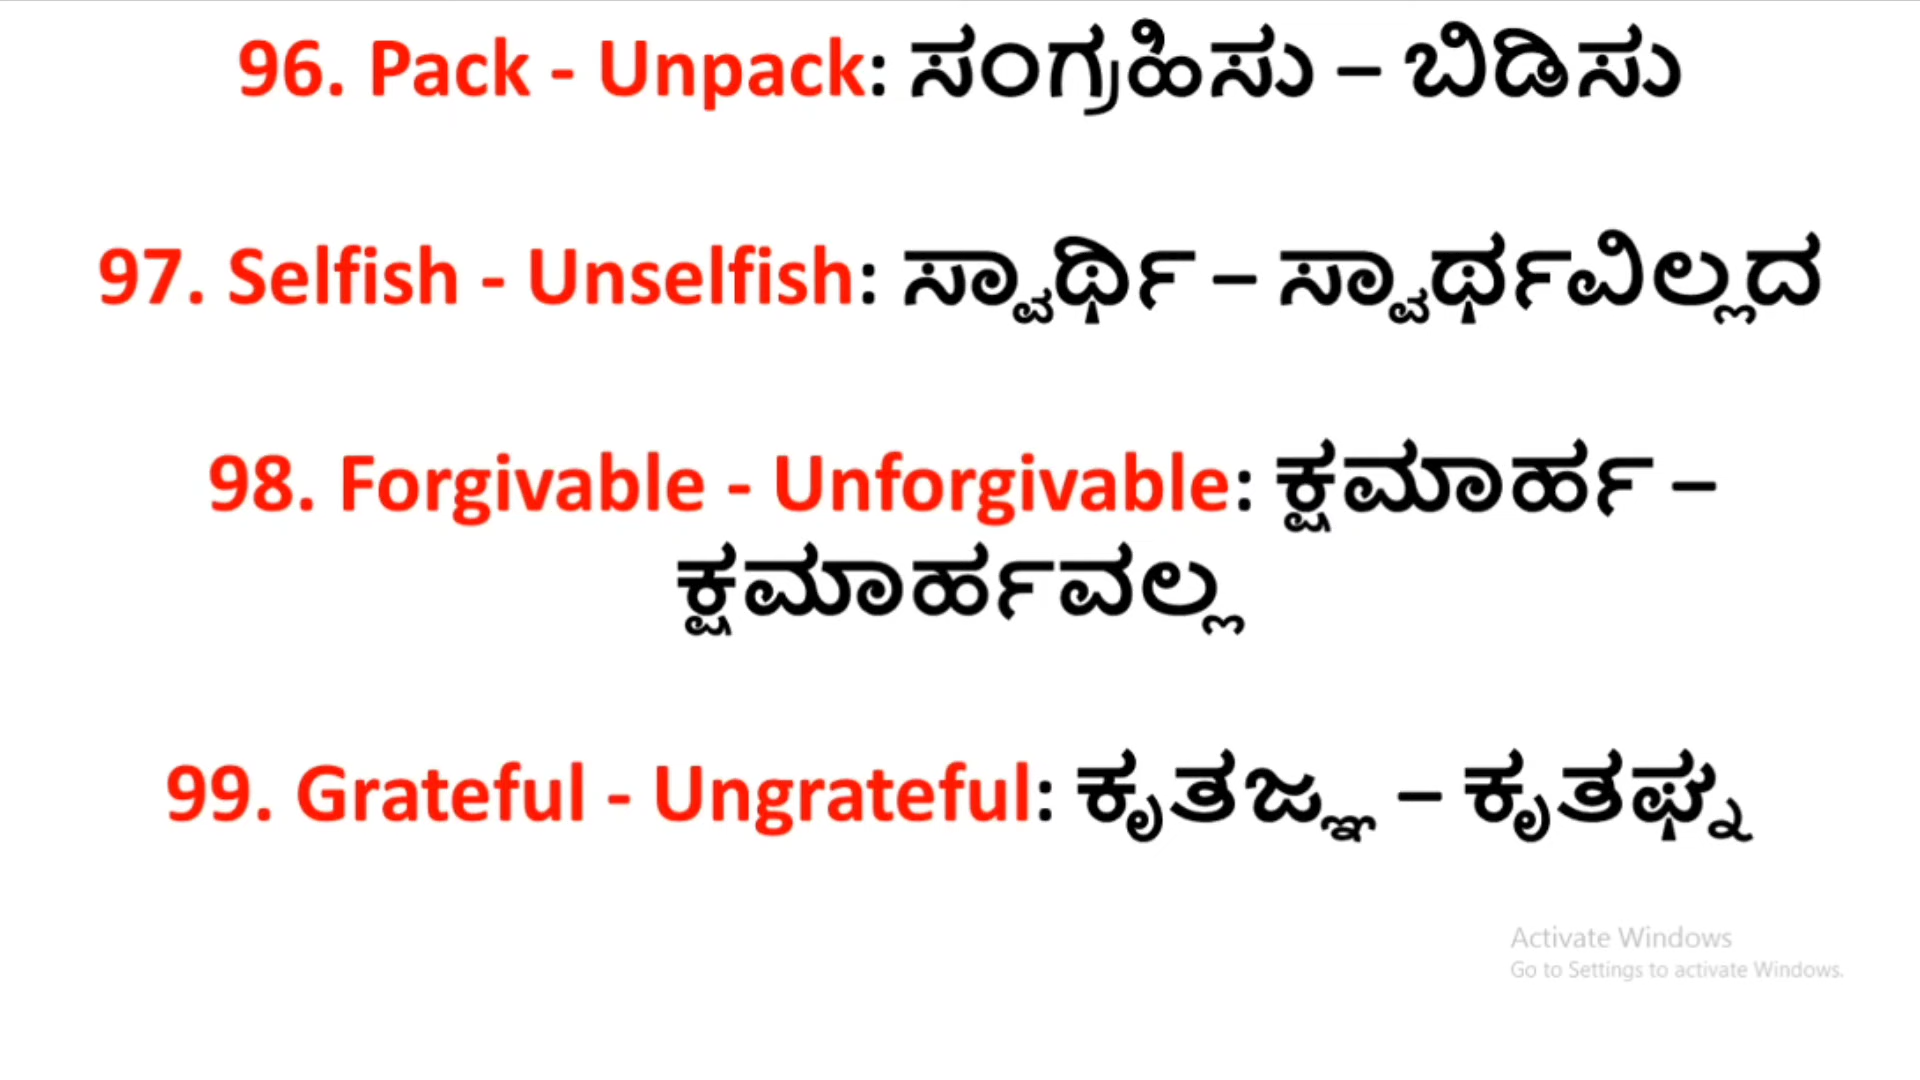 96. Pack - Unpack: ಸಂಗ್ರಹಿಸು – ಬಿಡಿಸು
97. Selfish - Unselfish: ಸ್ವಾರ್ಥಿ – ಸ್ವಾರ್ಥವಿಲ್ಲದ
98. Forgivable - Unforgivable: ಕ್ಷಮಾರ್ಹ –
ಕ್ಷಮಾರ್ಹವಲ್ಲ
99. Grateful - Ungrateful: ಕೃತಜ್ಞ – ಕೃತಘ್ನ
Activate Windows
Go to Settings to activate Windows.